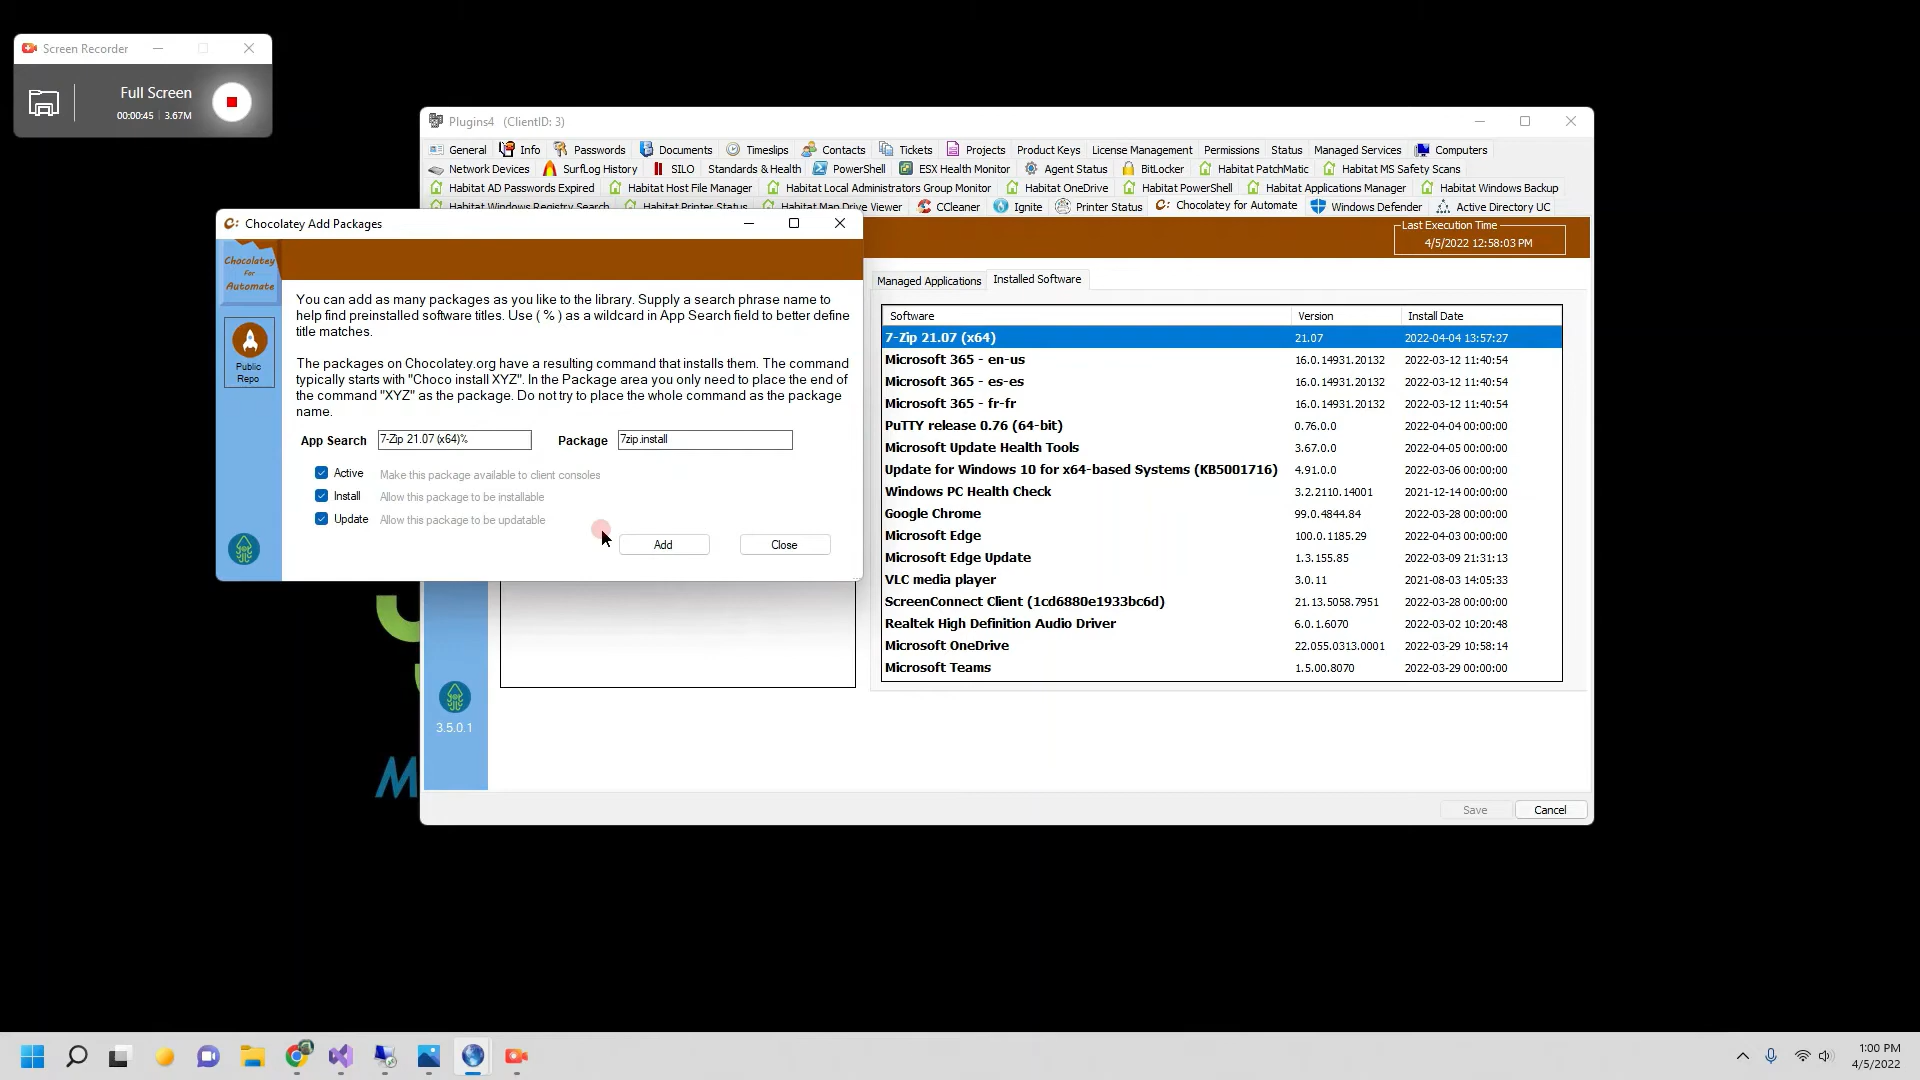 Screen Recorder
Full Screen
00:00:45 | 3.67M
Plugins4 (ClientID: 3)
General Info Passwords Documents Timeslips Contacts Tickets Projects Product Keys License Management Permissions Status Managed Services Computers
Network Devices SurfLog History SILO Standards & Health PowerShell ESX Health Monitor Agent Status BitLocker Habitat PatchMatic Habitat MS Safety Scans
Habitat AD Passwords Expired Habitat Host File Manager Habitat Local Administrators Group Monitor Habitat OneDrive Habitat PowerShell Habitat Applications Manager Habitat Windows Backup
Habitat Windows Registry Search Habitat Printer Status Habitat Map Drive Viewer CCleaner Ignite Printer Status Chocolatey for Automate Windows Defender Active Directory UC
Chocolatey Add Packages
Chocolatey
For
Automate
Public
Repo
You can add as many packages as you like to the library. Supply a search phrase name to
help find preinstalled software titles. Use ( % ) as a wildcard in App Search field to better define
title matches.
The packages on Chocolatey.org have a resulting command that installs them. The command
typically starts with "Choco install XYZ". In the Package area you only need to place the end of
the command "XYZ" as the package. Do not try to place the whole command as the package
name.
App Search 7-Zip 21.07 (x64)% Package 7zip.install
Active Make this package available to client consoles
Install Allow this package to be installable
Update Allow this package to be updatable
Add Close
Last Execution Time
4/5/2022 12:58:03 PM
Managed Applications Installed Software
Software Version Install Date
7-Zip 21.07 (x64) 21.07 2022-04-04 13:57:27
Microsoft 365 - en-us 16.0.14931.20132 2022-03-12 11:40:54
Microsoft 365 - es-es 16.0.14931.20132 2022-03-12 11:40:54
Microsoft 365 - fr-fr 16.0.14931.20132 2022-03-12 11:40:54
PuTTY release 0.76 (64-bit) 0.76.0.0 2022-04-04 00:00:00
Microsoft Update Health Tools 3.67.0.0 2022-04-05 00:00:00
Update for Windows 10 for x64-based Systems (KB5001716) 4.91.0.0 2022-03-06 00:00:00
Windows PC Health Check 3.2.2110.14001 2021-12-14 00:00:00
Google Chrome 99.0.4844.84 2022-03-28 00:00:00
Microsoft Edge 100.0.1185.29 2022-04-03 00:00:00
Microsoft Edge Update 1.3.155.85 2022-03-09 21:31:13
VLC media player 3.0.11 2021-08-03 14:05:33
ScreenConnect Client (1cd6880e1933bc6d) 21.13.5058.7951 2022-03-28 00:00:00
Realtek High Definition Audio Driver 6.0.1.6070 2022-03-02 10:20:48
Microsoft OneDrive 22.055.0313.0001 2022-03-29 10:58:14
Microsoft Teams 1.5.00.8070 2022-03-29 00:00:00
3.5.0.1
M
Save Cancel
1:00 PM
4/5/2022